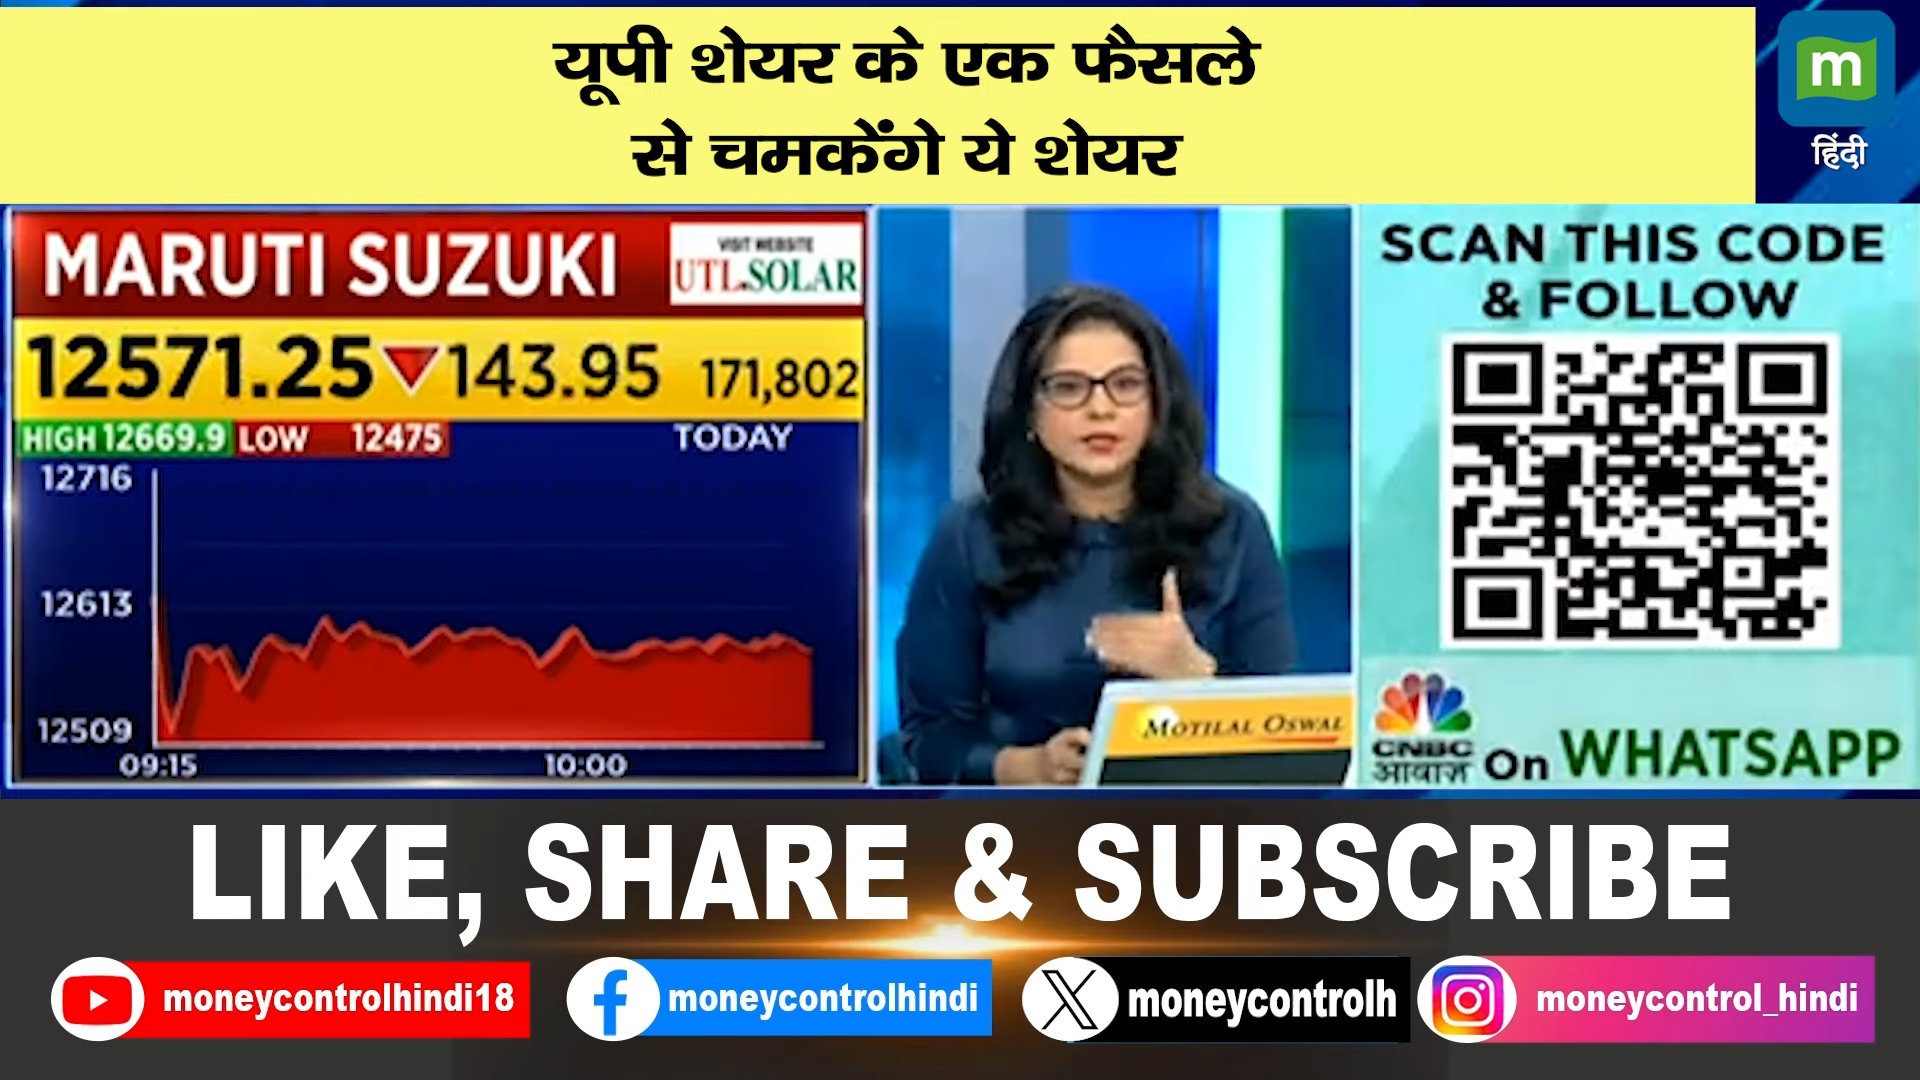 यूपी शेयर के एक फैसले
से चमकेंगे ये शेयर
m
हिंदी
MARUTI SUZUKI
VISIT WEBSITE
UTL SOLAR
12571.25 ▼ 143.95 171,802
HIGH 12669.9 LOW 12475 TODAY
12716
12613
12509
09:15 10:00
MOTILAL OSWAL
SCAN THIS CODE
& FOLLOW
CNBC
आवाज़
On WHATSAPP
LIKE, SHARE & SUBSCRIBE
moneycontrolhindi18
moneycontrolhindi
moneycontrolh
moneycontrol_hindi